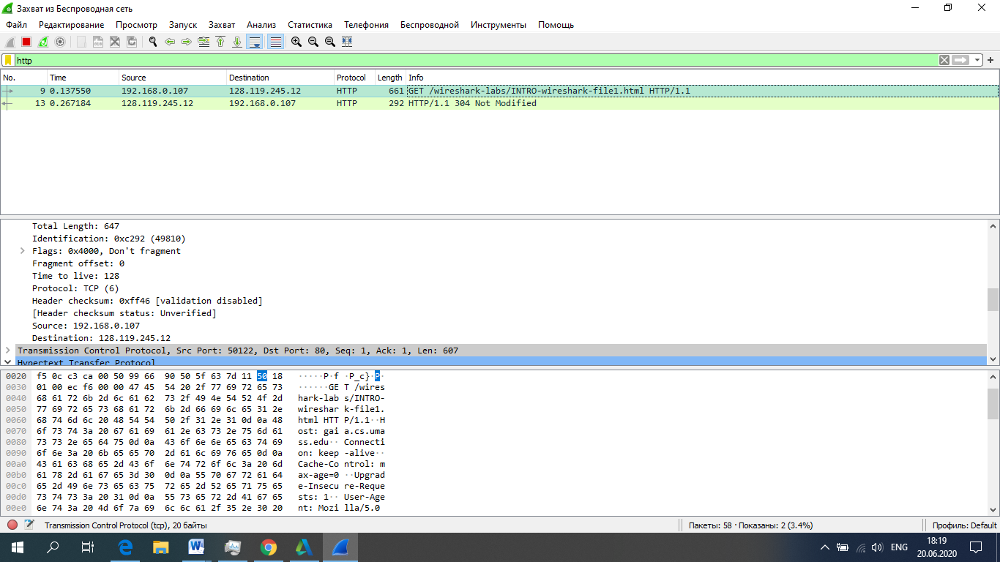 Захват из Беспроводная сеть
Файл Редактирование Просмотр Запуск Захват Анализ Статистика Телефония Беспроводной Инструменты Помощь
http
No. Time Source Destination Protocol Length Info
9 0.137550 192.168.0.107 128.119.245.12 HTTP 661 GET /wireshark-labs/INTRO-wireshark-file1.html HTTP/1.1
13 0.267184 128.119.245.12 192.168.0.107 HTTP 292 HTTP/1.1 304 Not Modified
Total Length: 647
Identification: 0xc292 (49810)
Flags: 0x4000, Don't fragment
Fragment offset: 0
Time to live: 128
Protocol: TCP (6)
Header checksum: 0xff46 [validation disabled]
[Header checksum status: Unverified]
Source: 192.168.0.107
Destination: 128.119.245.12
Transmission Control Protocol, Src Port: 50122, Dst Port: 80, Seq: 1, Ack: 1, Len: 607
Hypertext Transfer Protocol
0020 f5 0c c3 ca 00 50 99 66 90 50 5f 63 7d 11 50 18 ·····P·f ·P_c}·P·
0030 01 00 ec f6 00 00 47 45 54 20 2f 77 69 72 65 73 ······GE T /wires
0040 68 61 72 6b 2d 6c 61 62 73 2f 49 4e 54 52 4f 2d hark-lab s/INTRO-
0050 77 69 72 65 73 68 61 72 6b 2d 66 69 6c 65 31 2e wireshar k-file1.
0060 68 74 6d 6c 20 48 54 54 50 2f 31 2e 31 0d 0a 48 html HTT P/1.1··H
0070 6f 73 74 3a 20 67 61 69 61 2e 63 73 2e 75 6d 61 ost: gai a.cs.uma
0080 73 73 2e 65 64 75 0d 0a 43 6f 6e 6e 65 63 74 69 ss.edu·· Connecti
0090 6f 6e 3a 20 6b 65 65 70 2d 61 6c 69 76 65 0d 0a on: keep -alive··
00a0 43 61 63 68 65 2d 43 6f 6e 74 72 6f 6c 3a 20 6d Cache-Co ntrol: m
00b0 61 78 2d 61 67 65 3d 30 0d 0a 55 70 67 72 61 64 ax-age=0 ··Upgrad
00c0 65 2d 49 6e 73 65 63 75 72 65 2d 52 65 71 75 65 e-Insecu re-Reque
00d0 73 74 73 3a 20 31 0d 0a 55 73 65 72 2d 41 67 65 sts: 1·· User-Age
00e0 6e 74 3a 20 4d 6f 7a 69 6c 6c 61 2f 35 2e 30 20 nt: Mozi lla/5.0
Transmission Control Protocol (tcp), 20 байты Пакеты: 58 · Показаны: 2 (3.4%) Профиль: Default
ENG
18:19
20.06.2020